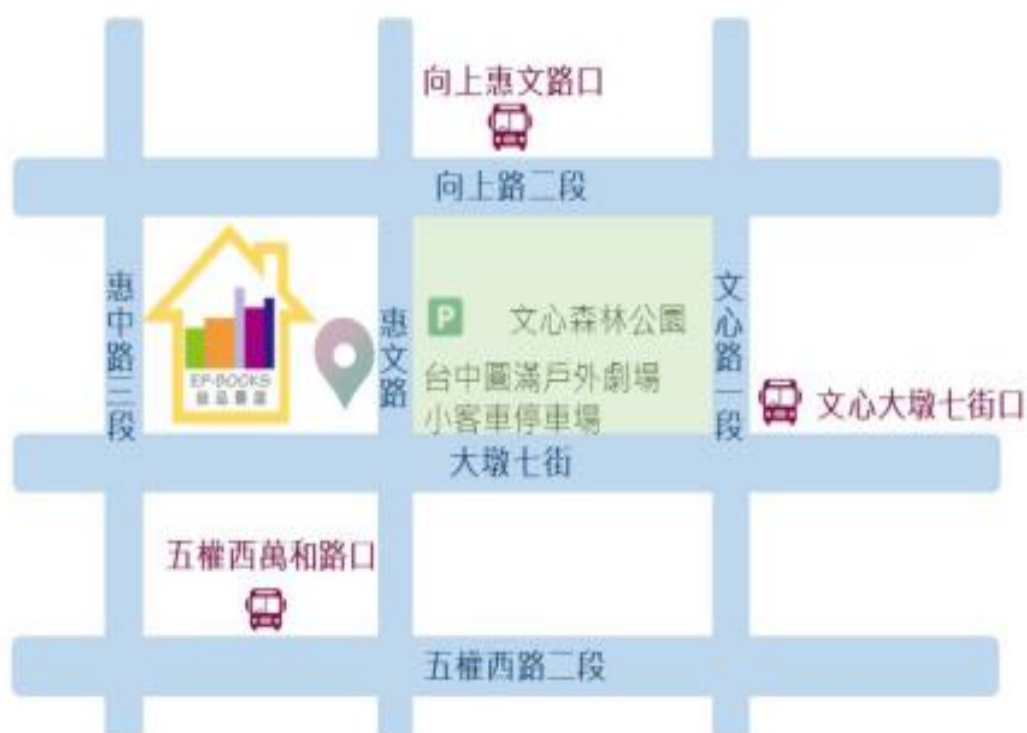 向上惠文路口
向上路二段
惠中路三段
惠文路
文心路一段
P
文心森林公園
台中圓滿戶外劇場
小客車停車場
EP-BOOKS
文心大墩七街口
大墩七街
五權西萬和路口
五權西路二段